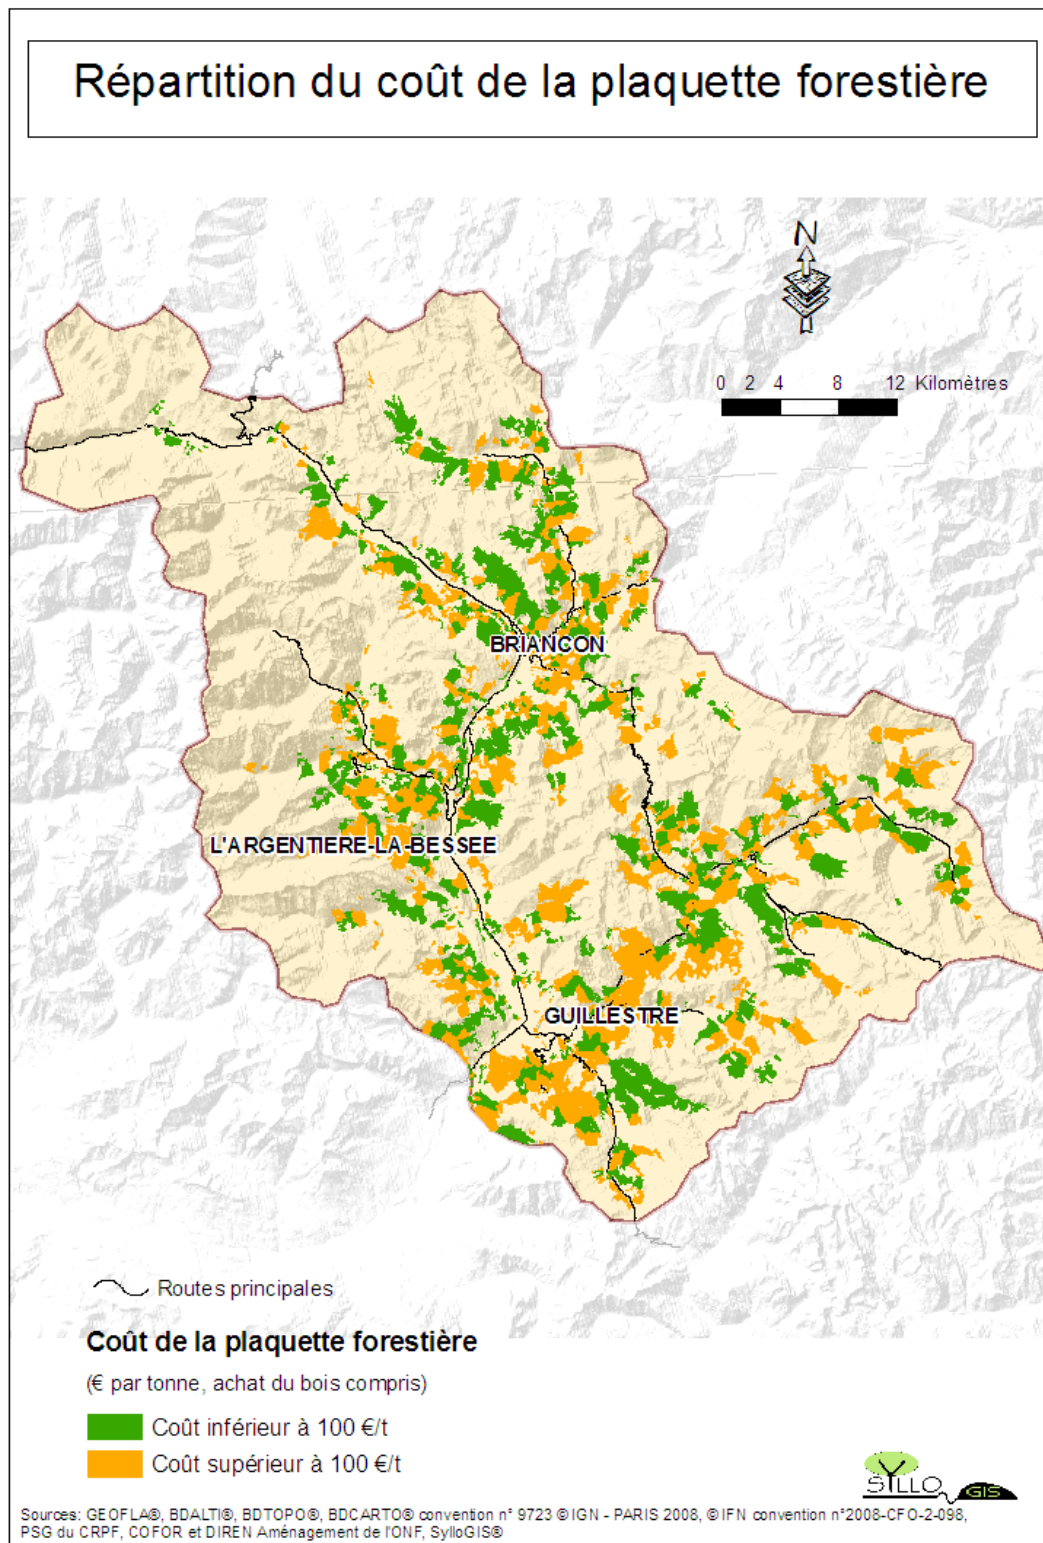 Répartition du coût de la plaquette forestière
N
0 2 4 8 12 Kilomètres
BRIANCON
L'ARGENTIERE-LA-BESSEE
GUILLESTRE
Routes principales
Coût de la plaquette forestière
(€ par tonne, achat du bois compris)
Coût inférieur à 100 €/t
Coût supérieur à 100 €/t
SYLLO GIS
Sources: GEOFLA®, BDALTI®, BDTOPO®, BDCARTO® convention n° 9723 © IGN - PARIS 2008, © IFN convention n°2008-CFO-2-098,
PSG du CRPF, COFOR et DIREN Aménagement de l'ONF, SylloGIS®